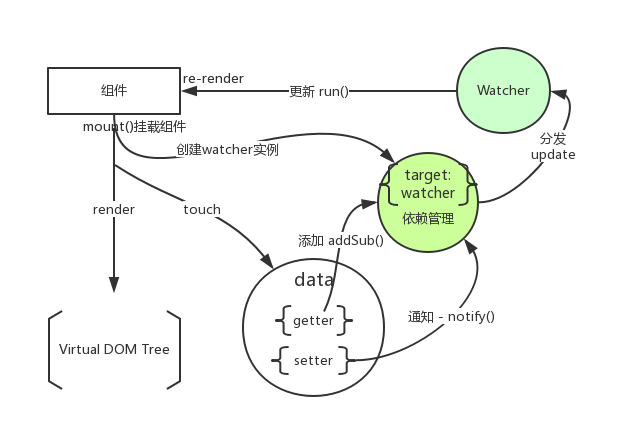 组件
re-render
更新 run()
Watcher
mount()挂载组件
创建watcher实例
分发
update
target:
watcher
依赖管理
render
touch
添加 addSub()
data
getter
通知 - notify()
setter
Virtual DOM Tree